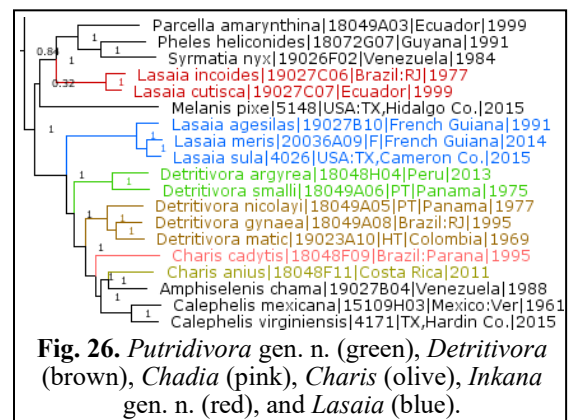 Parcella amarynthina|18049A03|Ecuador|1999
Pheles heliconides|18072G07|Guyana|1991
0.84
Syrmatia nyx|19026F02|Venezuela|1984
1
1
Lasaia incoides|19027C06|Brazil:RJ|1977
0.32
1
Lasaia cutisca|19027C07|Ecuador|1999
Melanis pixe|5148|USA:TX,Hidalgo Co.|2015
Lasaia agesilas|19027B10|French Guiana|1991
1
Lasaia meris|20036A09|F|French Guiana|2014
1
Lasaia sula|4026|USA:TX,Cameron Co.|2015
1
Detritivora argyrea|18048H04|Peru|2013
1
Detritivora smalli|18049A06|PT|Panama|1975
Detritivora nicolayi|18049A05|PT|Panama|1977
1
Detritivora gynaea|18049A08|Brazil:RJ|1995
1
1
Detritivora matic|19023A10|HT|Colombia|1969
1
Charis cadytis|18048F09|Brazil:Parana|1995
Charis anius|18048F11|Costa Rica|2011
1
Amphiselenis chama|19027B04|Venezuela|1988
1
Calephelis mexicana|15109H03|Mexico:Ver|1961
1
Calephelis virginiensis|4171|TX,Hardin Co.|2015
Fig. 26. Putridivora gen. n. (green), Detritivora
(brown), Chadia (pink), Charis (olive), Inkana
gen. n. (red), and Lasaia (blue).